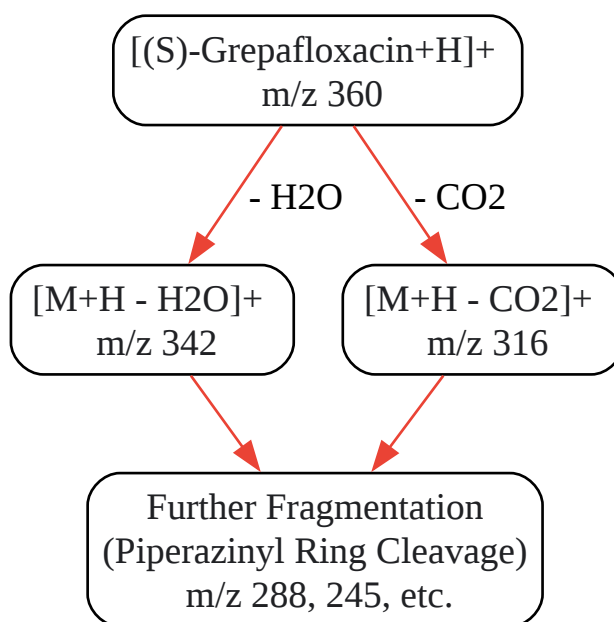 [(S)-Grepafloxacin+H]+
m/z 360
- H2O
- CO2
[M+H - H2O]+
m/z 342
[M+H - CO2]+
m/z 316
Further Fragmentation
(Piperazinyl Ring Cleavage)
m/z 288, 245, etc.